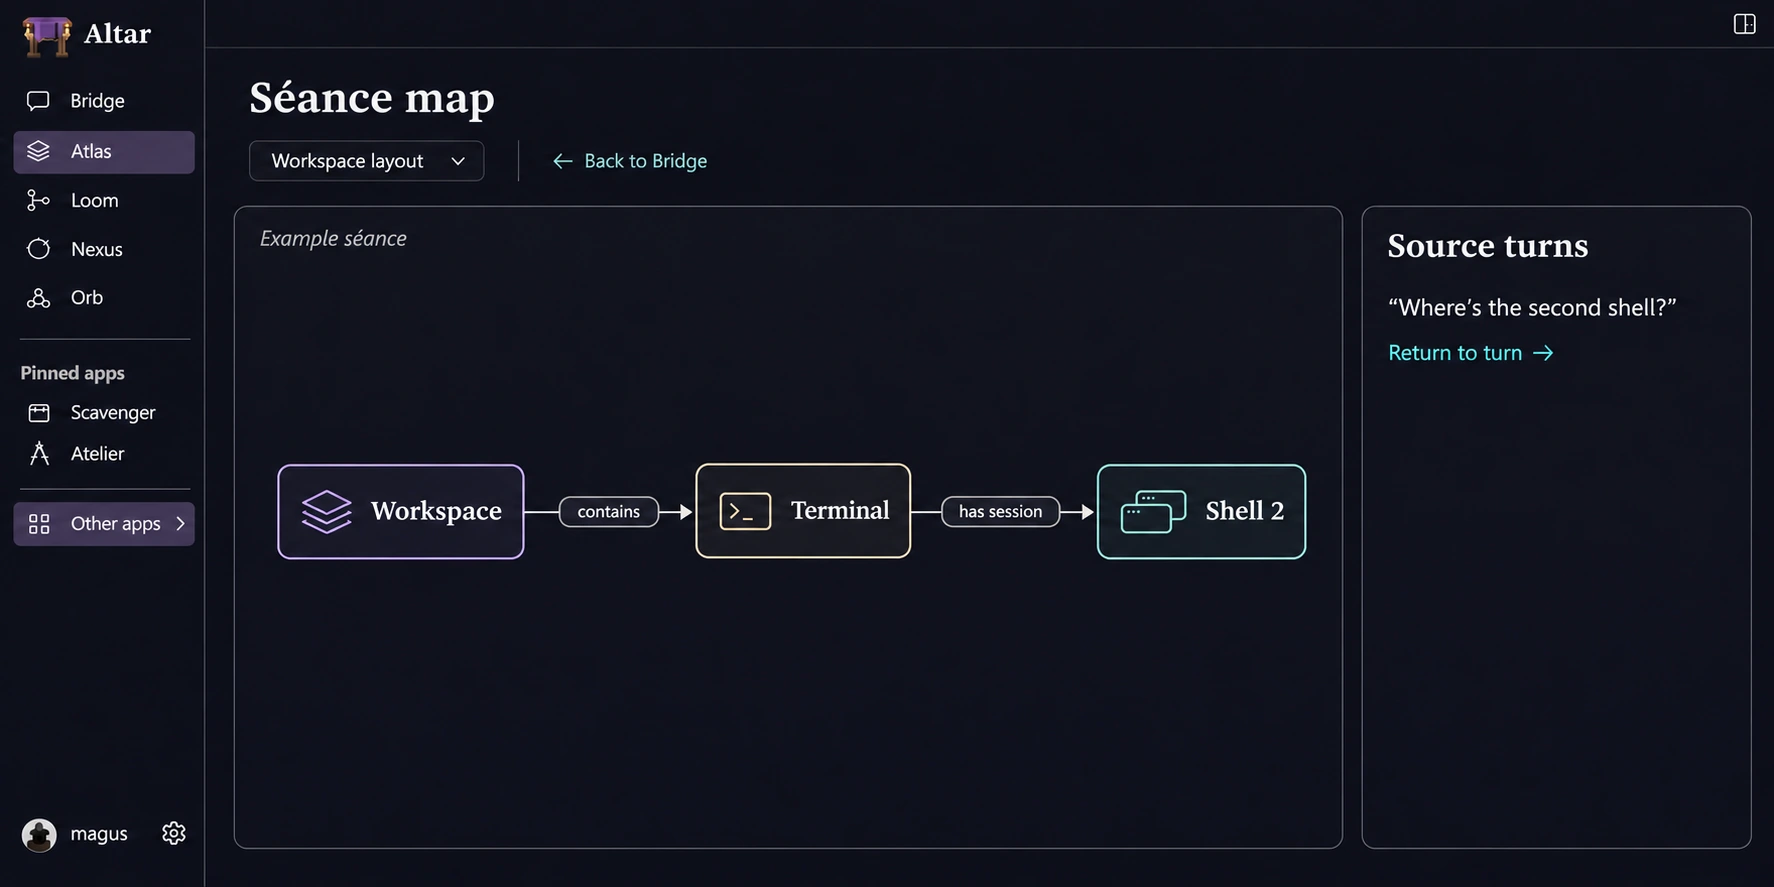 Altar
Bridge
Atlas
Loom
Nexus
Orb
Pinned apps
Scavenger
Atelier
Other apps
magus
Séance map
Workspace layout
Back to Bridge
Example séance
Workspace
contains
Terminal
has session
Shell 2
Source turns
“Where’s the second shell?”
Return to turn